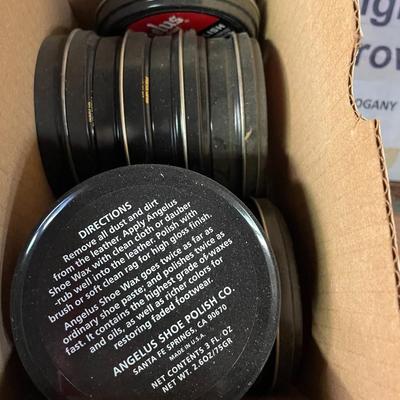 DIRECTIONS
Remove all dust and dirt
from the leather. Apply Angelus
Shoe Wax with clean cloth or dauber
rub well into the leather. Polish with
brush or soft clean rag for high gloss finish.
Angelus Shoe Wax goes twice as far as
ordinary shoe paste; and polishes twice as
fast. It contains the highest grade of waxes
and oils, as well as richer colors for
restoring faded footwear.
ANGELUS SHOE POLISH CO.
SANTA FE SPRINGS, CA 90670
MADE IN U.S.A.
NET CONTENTS 3 FL. OZ
NET WT. 2.6OZ/75GR
OGANY